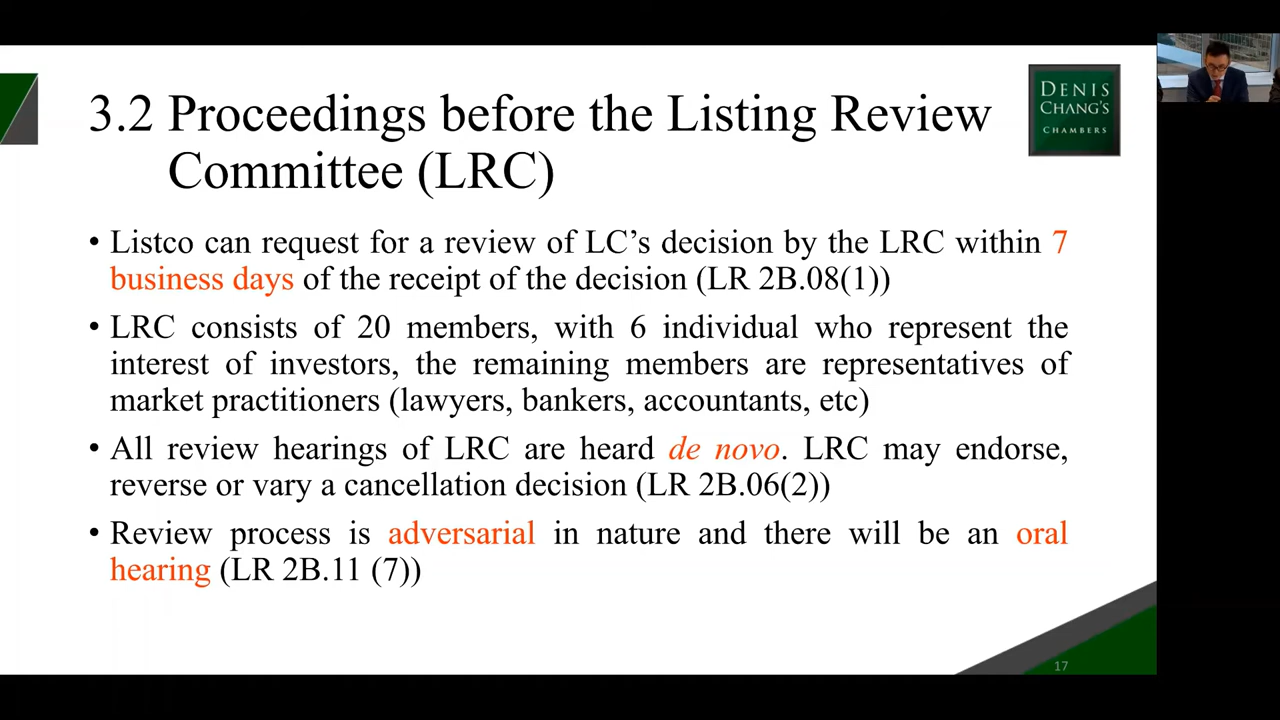 3.2 Proceedings before the Listing Review
Committee (LRC)
DENIS
CHANG'S
CHAMBERS
• Listco can request for a review of LC’s decision by the LRC within 7
business days of the receipt of the decision (LR 2B.08(1))
• LRC consists of 20 members, with 6 individual who represent the
interest of investors, the remaining members are representatives of
market practitioners (lawyers, bankers, accountants, etc)
• All review hearings of LRC are heard de novo. LRC may endorse,
reverse or vary a cancellation decision (LR 2B.06(2))
• Review process is adversarial in nature and there will be an oral
hearing (LR 2B.11 (7))
17